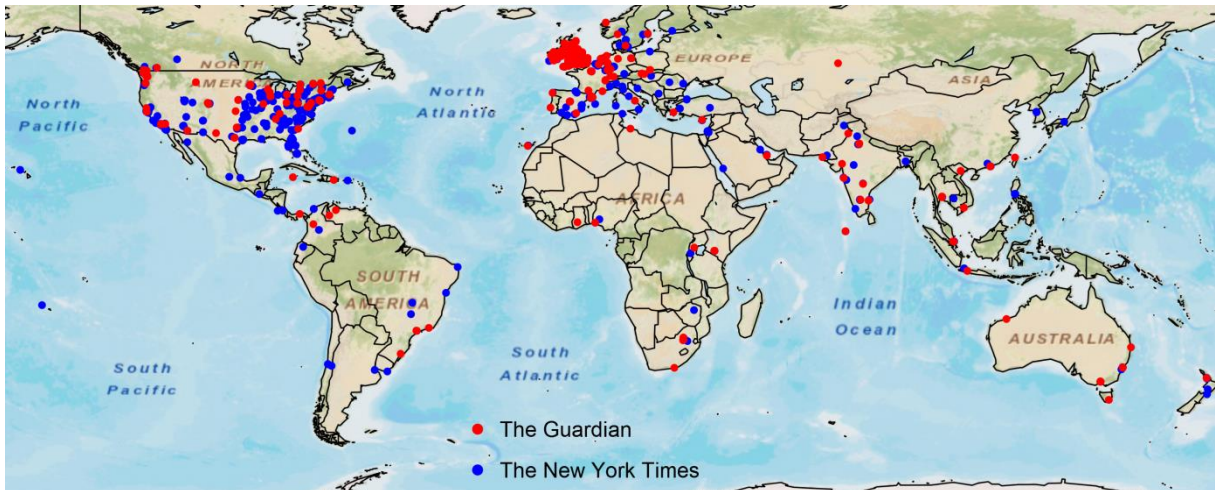 NORTH
AMERICA
EUROPE
ASIA
North
Pacific
North
Atlantic
AFRICA
SOUTH
AMERICA
Indian
Ocean
AUSTRALIA
South
Pacific
South
Atlantic
The Guardian
The New York Times